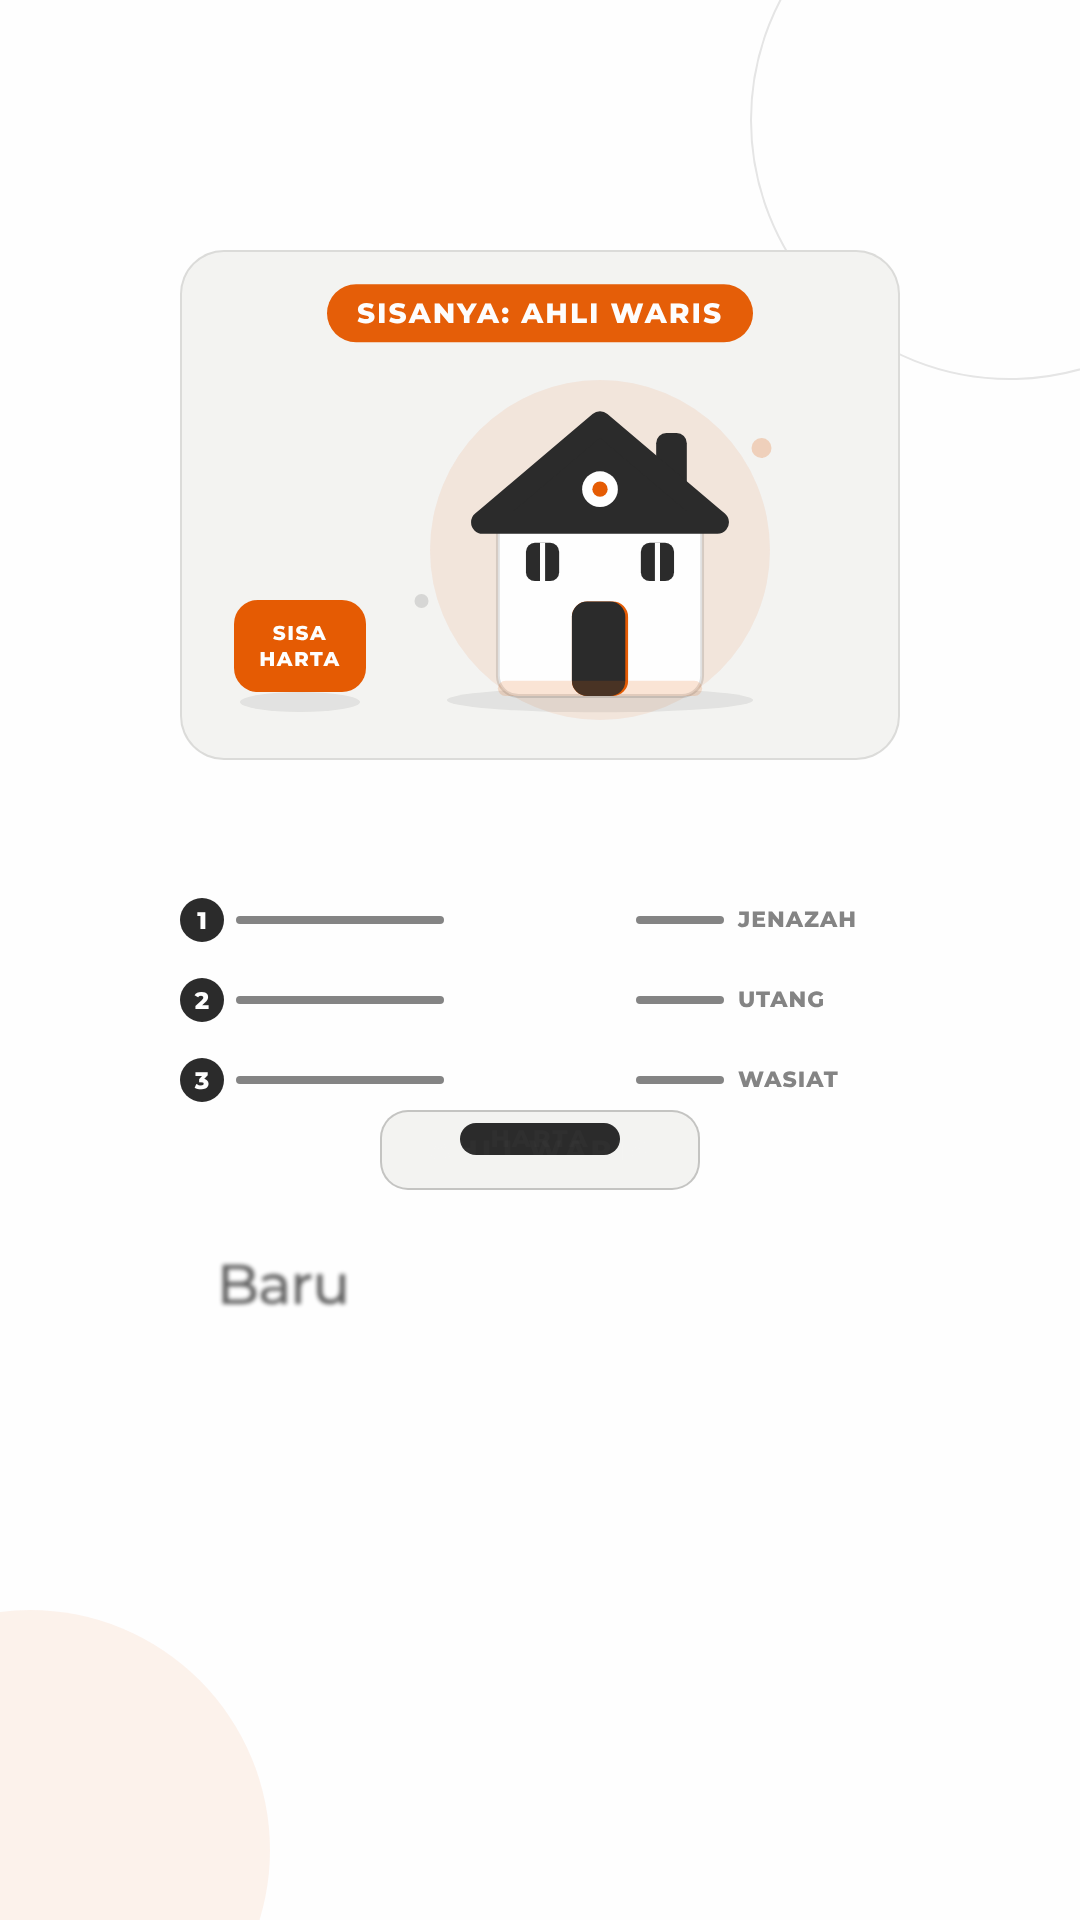 SISANYA: AHLI WARIS
SISA
HARTA
1
JENAZAH
2
UTANG
3
WASIAT
Baru